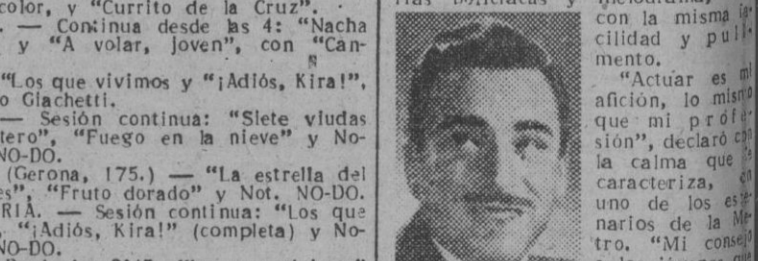 color, y “Currito de la Cruz”.
. — Continua desde las 4: “Nacha
y “A volar, joven”, con “Can-
“Los que vivimos y “¡Adiós, Kira!”,
o Giachetti.
— Sesión continua: “Siete viudas
tero”, “Fuego en la nieve” y No-
NO-DO.
(Gerona, 175.) — “La estrella del
es”, “Fruto dorado” y Not. NO-DO.
RIA. — Sesión continua: “Los que
“¡Adiós, Kira!” (completa) y No-
NO-DO.
con la misma fa-
cilidad y puli-
mento.
“Actuar es mi
afición, lo mismo
que mi profe-
sión”, declaró con
la calma que le
caracteriza, en
uno de los esce-
narios de la Me-
tro. “Mi consejo